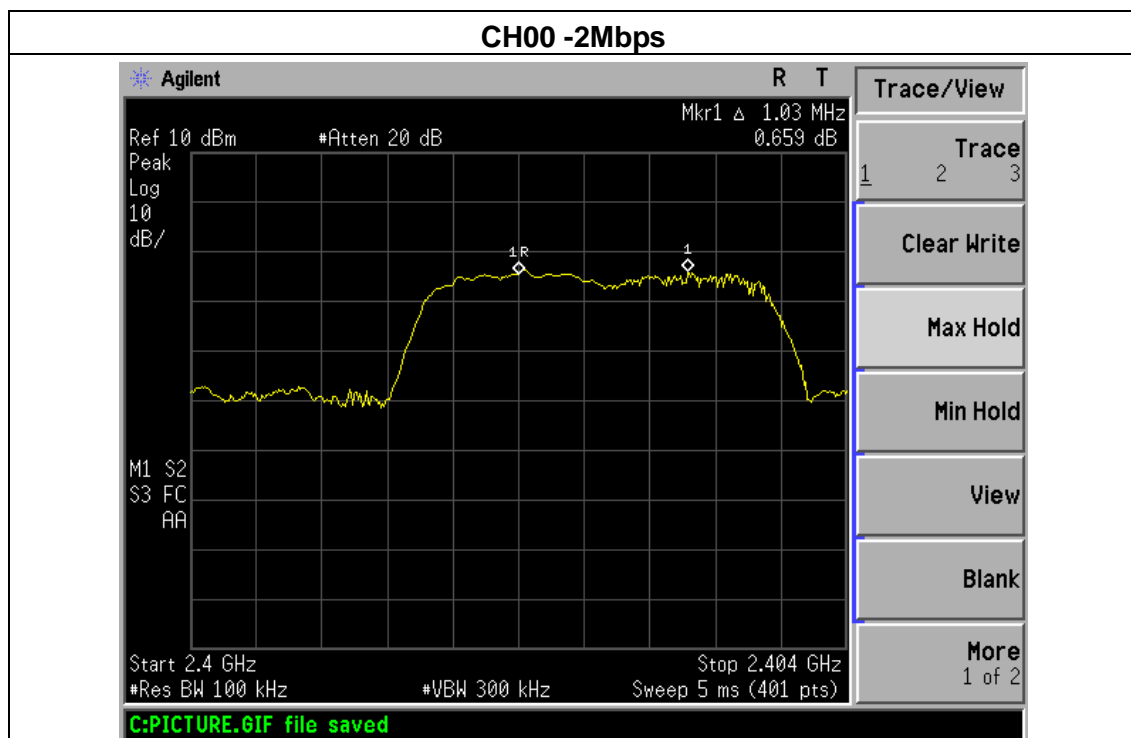 CH00 -2Mbps
Agilent R T
Mkr1 Δ 1.03 MHz
Ref 10 dBm #Atten 20 dB 0.659 dB
Peak
Log
10
dB/
1R
1
M1 S2
S3 FC
AA
Start 2.4 GHz Stop 2.404 GHz
#Res BW 100 kHz #VBW 300 kHz Sweep 5 ms (401 pts)
C:PICTURE.GIF file saved
Trace/View
Trace
1 2 3
Clear Write
Max Hold
Min Hold
View
Blank
More
1 of 2